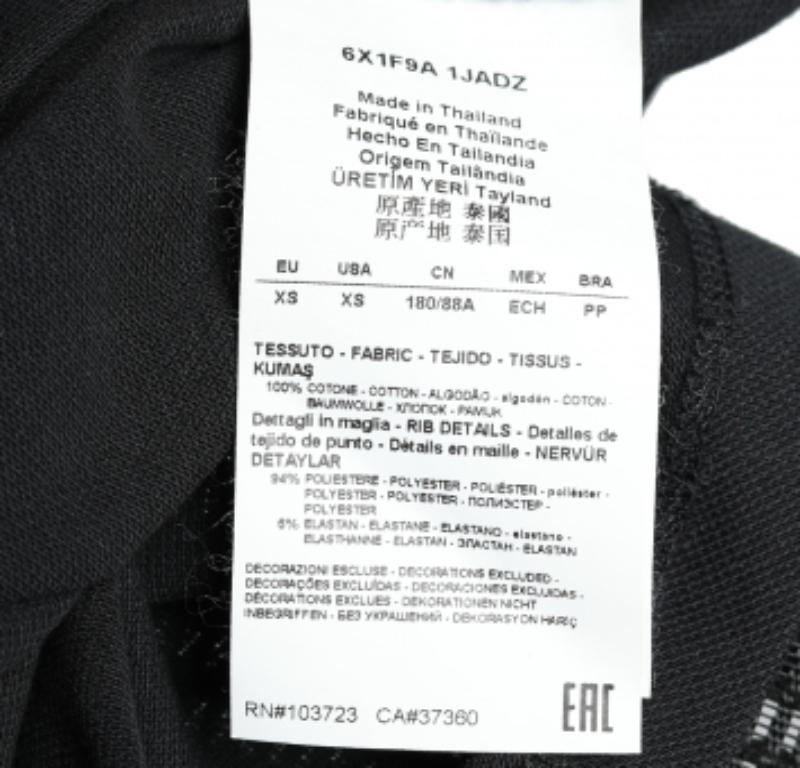 6X1F9A 1JADZ
Made in Thailand
Fabriqué en Thaïlande
Hecho En Tailandia
Origem Tailândia
ÜRETİM YERİ Tayland
原產地 泰國
原产地 泰国
EU USA CN MEX BRA
XS XS 180/88A ECH PP
TESSUTO - FABRIC - TEJIDO - TISSUS -
KUMAŞ
100% COTONE - COTTON - ALGODÃO - algodón - COTON -
BAUMWOLLE - ХЛОПОК - PAMUK
Dettagli in maglia - RIB DETAILS - Detalles de
tejido de punto - Détails en maille - NERVÜR
DETAYLAR
94% POLIESTERE - POLYESTER - POLIÉSTER - poliéster -
POLYESTER - POLYESTER - ПОЛИЭСТЕР -
POLYESTER
6% ELASTAN - ELASTANE - ELASTANO - elastano -
ELASTHANNE - ELASTAN - ЭЛАСТАН - ELASTAN
DECORAZIONI ESCLUSE - DECORATIONS EXCLUDED -
DECORAÇÕES EXCLUÍDAS - DECORACIONES EXCLUIDAS -
DÉCORATIONS EXCLUES - DEKORATIONEN NICHT
INBEGRIFFEN - БЕЗ УКРАШЕНИЙ - DEKORASYON HARİÇ
RN#103723 CA#37360 EAC